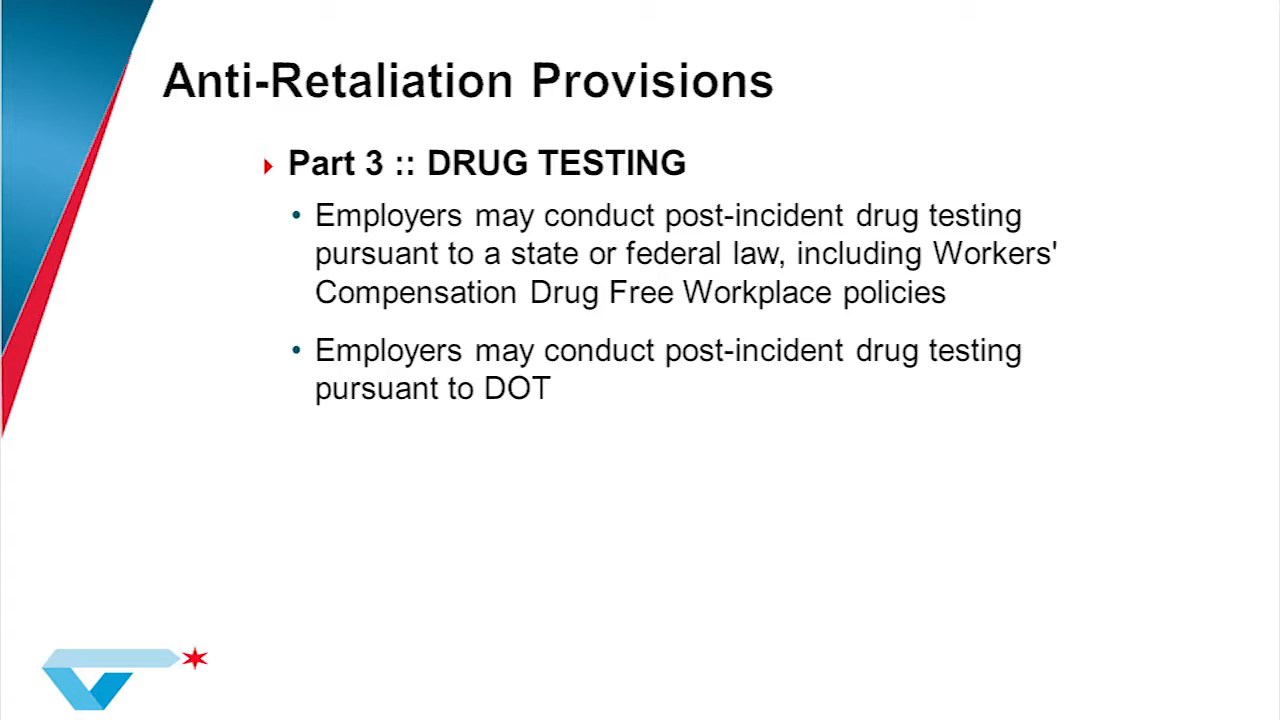 Anti-Retaliation Provisions
Part 3 :: DRUG TESTING
Employers may conduct post-incident drug testing
pursuant to a state or federal law, including Workers'
Compensation Drug Free Workplace policies
Employers may conduct post-incident drug testing
pursuant to DOT